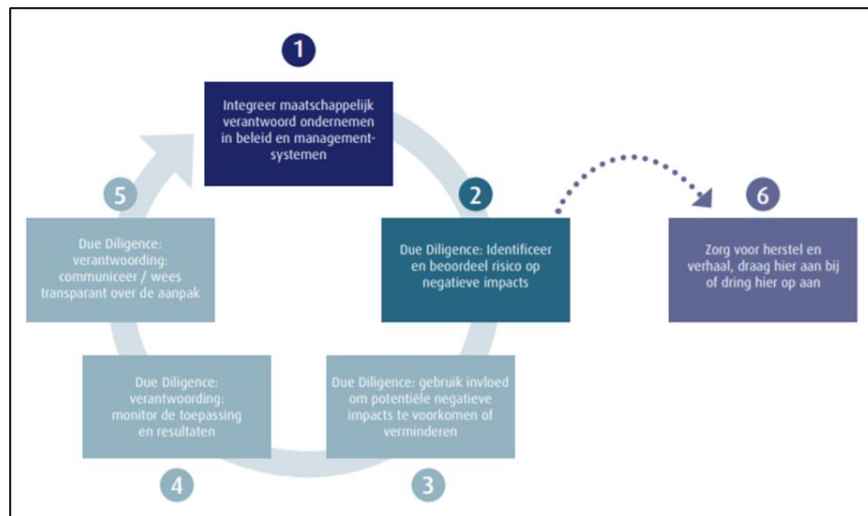 1
Integreer maatschappelijk
verantwoord ondernemen
in beleid en management-
systemen
2
Due Diligence: Identificeer
en beoordeel risico op
negatieve impacts
3
Due Diligence: gebruik invloed
om potentiële negatieve
impacts te voorkomen of
verminderen
4
Due Diligence:
verantwoording:
monitor de toepassing
en resultaten
5
Due Diligence:
verantwoording:
communiceer / wees
transparant over de aanpak
6
Zorg voor herstel en
verhaal, draag hier aan bij
of dring hier op aan